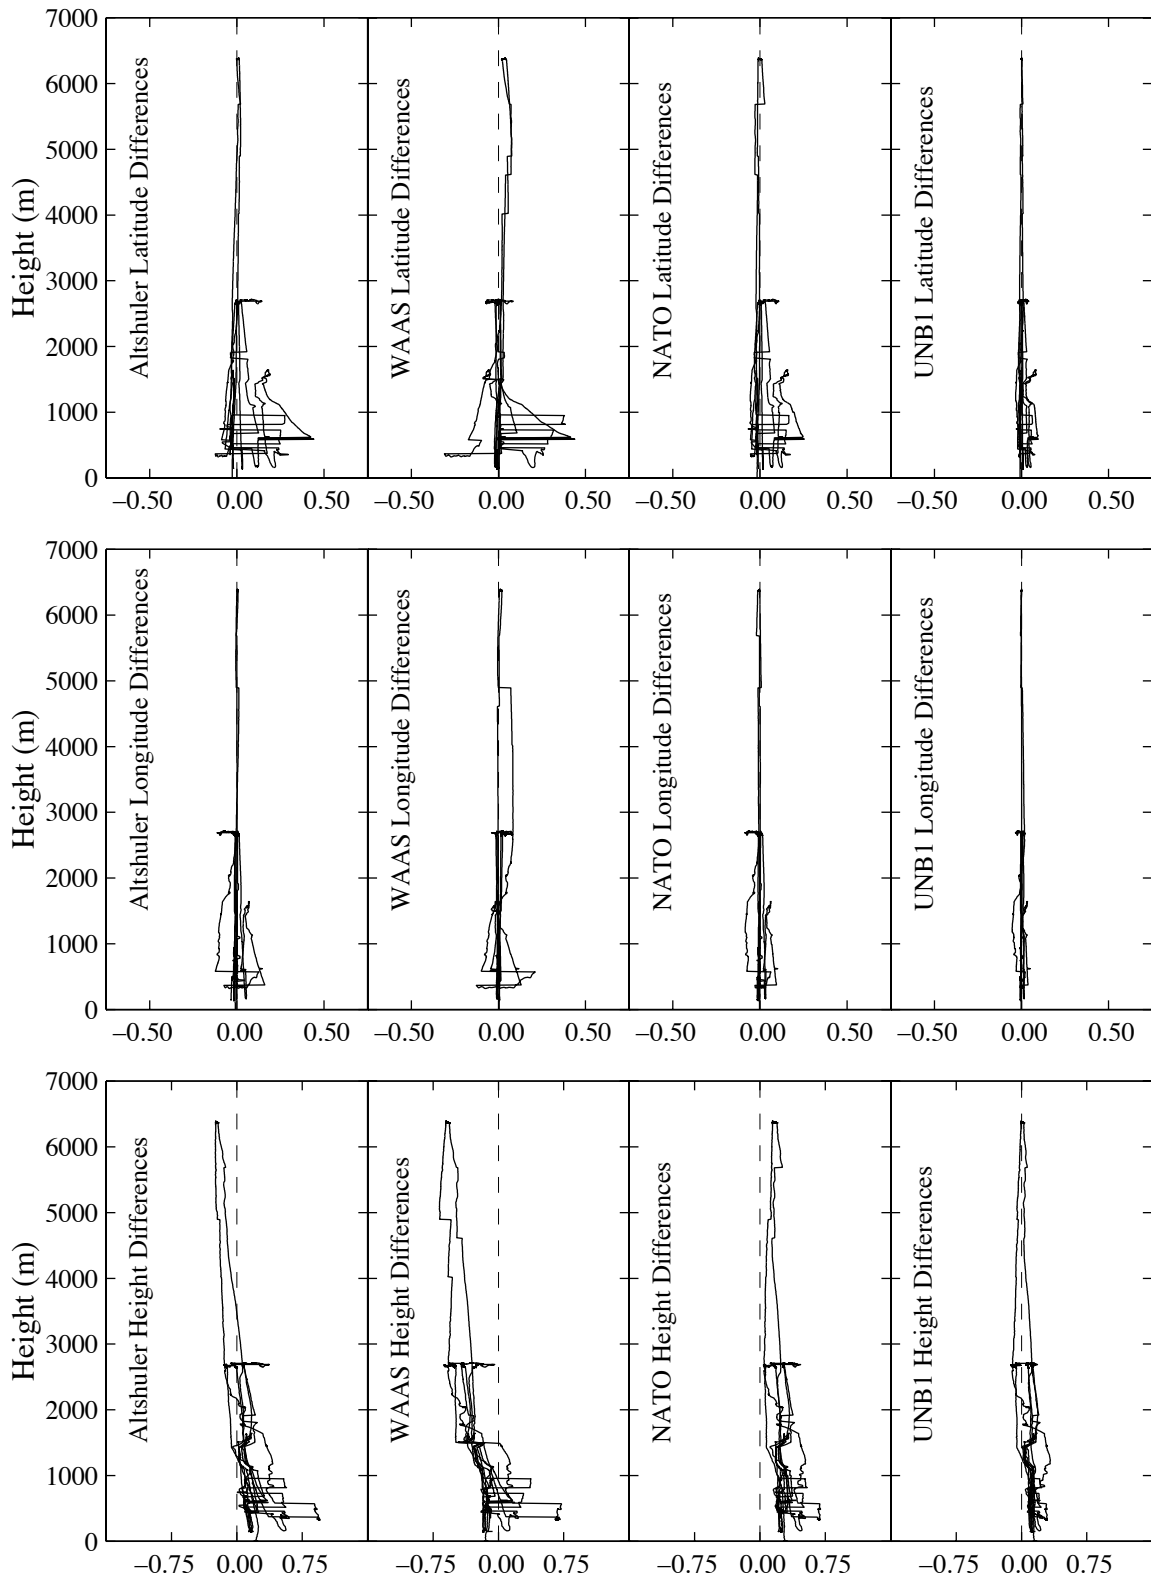 7000
6000
5000
4000
3000
2000
1000
0
Height (m)
Altshuler Latitude Differences
WAAS Latitude Differences
NATO Latitude Differences
UNB1 Latitude Differences
−0.50 0.00 0.50 −0.50 0.00 0.50 −0.50 0.00 0.50 −0.50 0.00 0.50
7000
6000
5000
4000
3000
2000
1000
0
Height (m)
Altshuler Longitude Differences
WAAS Longitude Differences
NATO Longitude Differences
UNB1 Longitude Differences
−0.50 0.00 0.50 −0.50 0.00 0.50 −0.50 0.00 0.50 −0.50 0.00 0.50
7000
6000
5000
4000
3000
2000
1000
0
Height (m)
Altshuler Height Differences
WAAS Height Differences
NATO Height Differences
UNB1 Height Differences
−0.75 0.00 0.75 −0.75 0.00 0.75 −0.75 0.00 0.75 −0.75 0.00 0.75